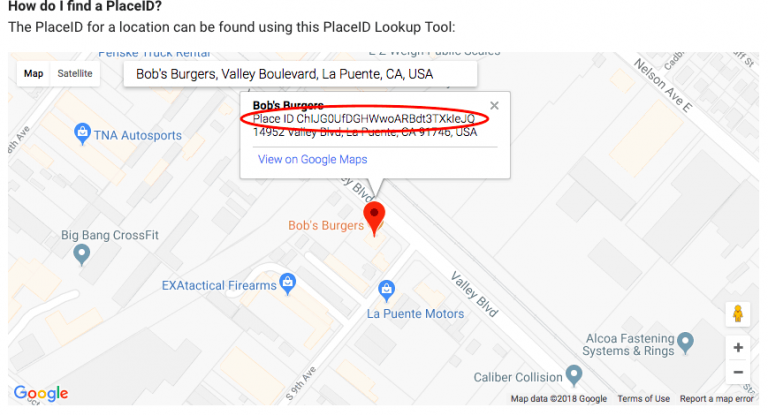 How do I find a PlaceID?
The PlaceID for a location can be found using this PlaceID Lookup Tool:
Penske Truck Rental
E-Z Weigh Public Scales
Map Satellite
Bob's Burgers, Valley Boulevard, La Puente, CA, USA
Nelson Ave E
Bob's Burgers
Place ID ChIJG0UfDGHWwoARBdt3TXkleJQ
14952 Valley Blvd, La Puente, CA 91746, USA
View on Google Maps
TNA Autosports
Bob's Burgers
Big Bang CrossFit
EXAtactical Firearms
Valley Blvd
La Puente Motors
Alcoa Fastening
Systems & Rings
S 9th Ave
Caliber Collision
Google
Map data ©2018 Google Terms of Use Report a map error